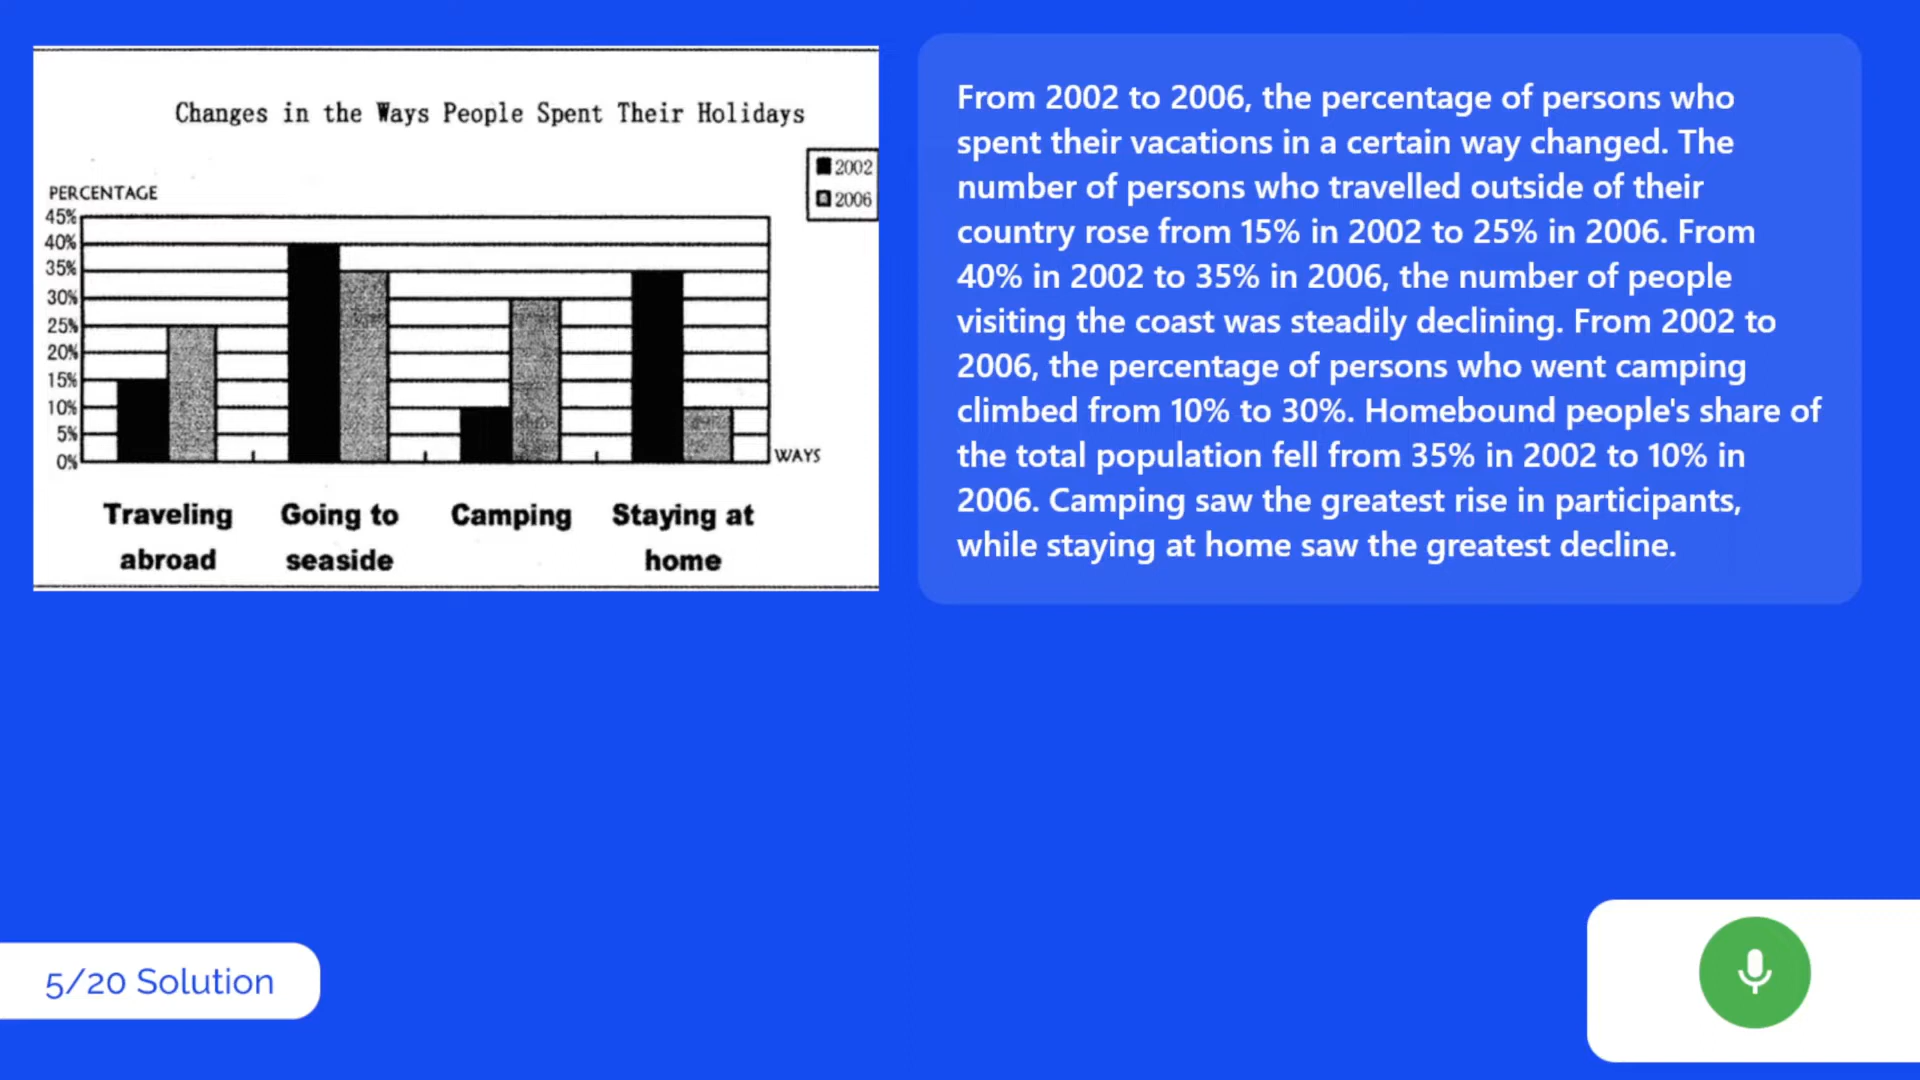 Changes in the Ways People Spent Their Holidays
2002
2006
PERCENTAGE
45%
40%
35%
30%
25%
20%
15%
10%
5%
0%
WAYS
Traveling abroad
Going to seaside
Camping
Staying at home
From 2002 to 2006, the percentage of persons who
spent their vacations in a certain way changed. The
number of persons who travelled outside of their
country rose from 15% in 2002 to 25% in 2006. From
40% in 2002 to 35% in 2006, the number of people
visiting the coast was steadily declining. From 2002 to
2006, the percentage of persons who went camping
climbed from 10% to 30%. Homebound people's share of
the total population fell from 35% in 2002 to 10% in
2006. Camping saw the greatest rise in participants,
while staying at home saw the greatest decline.
5/20 Solution